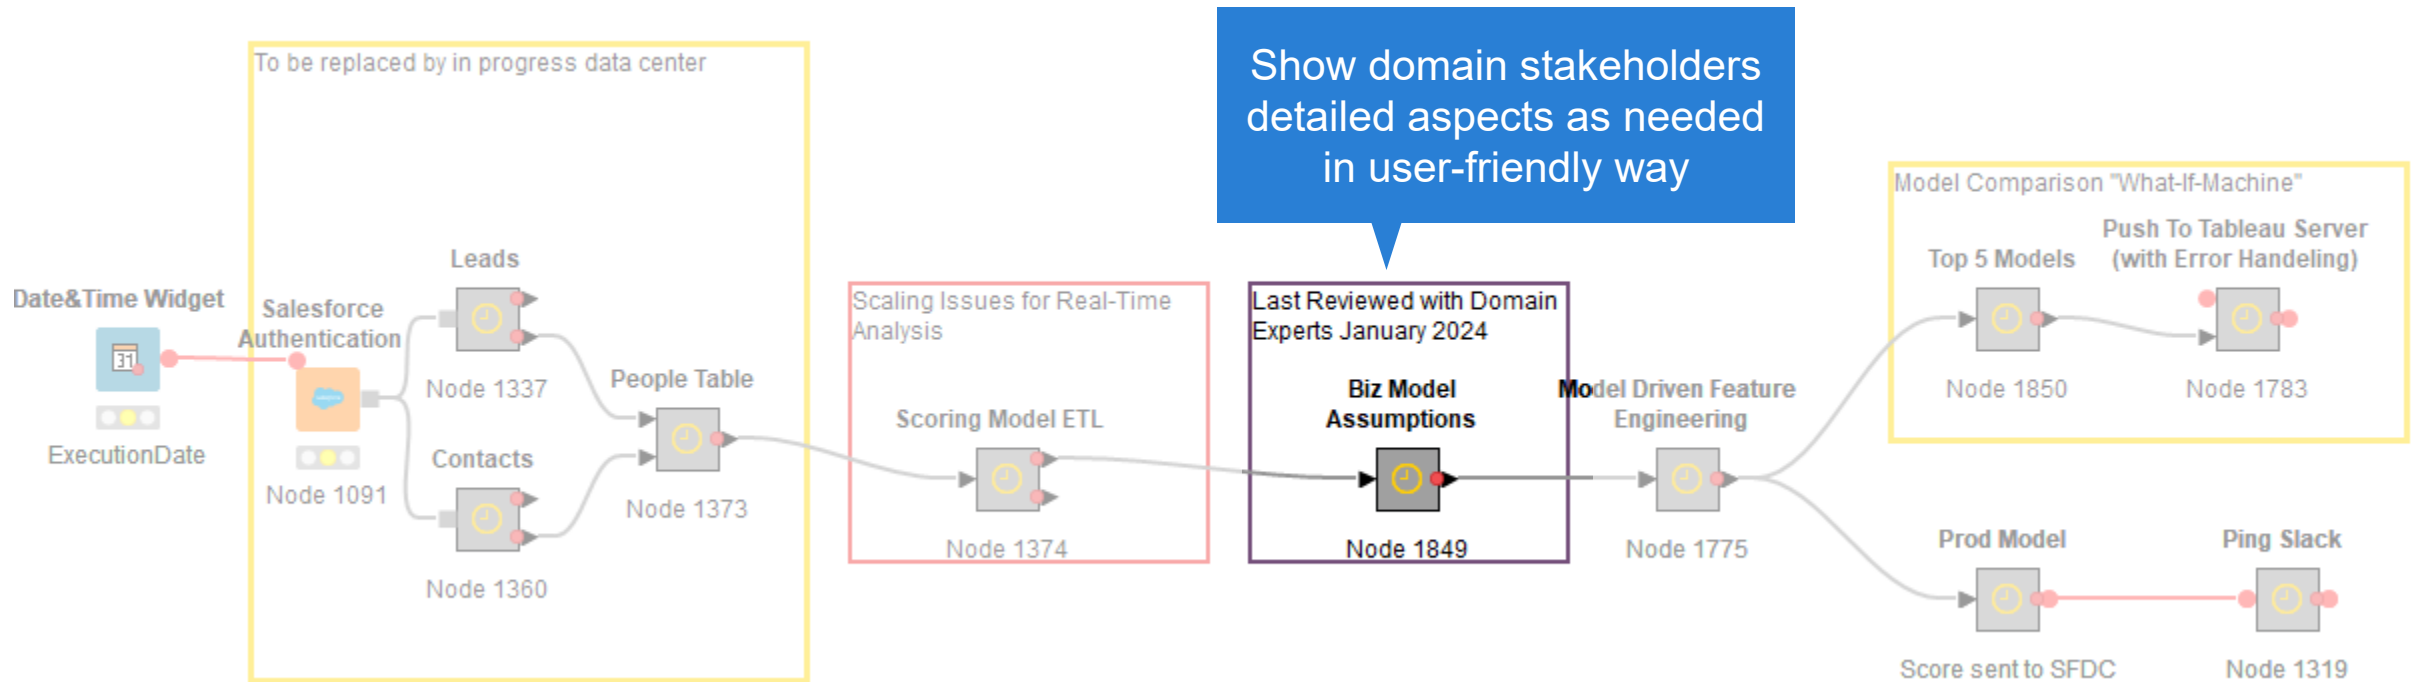 To be replaced by in progress data center
Show domain stakeholders
detailed aspects as needed
in user-friendly way
Model Comparison "What-If-Machine"
Push To Tableau Server
(with Error Handeling)
Top 5 Models
Node 1850
Node 1783
Date&Time Widget
31
ExecutionDate
Salesforce
Authentication
Node 1091
Leads
Node 1337
Contacts
Node 1360
People Table
Node 1373
Scaling Issues for Real-Time
Analysis
Scoring Model ETL
Node 1374
Last Reviewed with Domain
Experts January 2024
Biz Model
Assumptions
Node 1849
Model Driven Feature
Engineering
Node 1775
Prod Model
Score sent to SFDC
Ping Slack
Node 1319